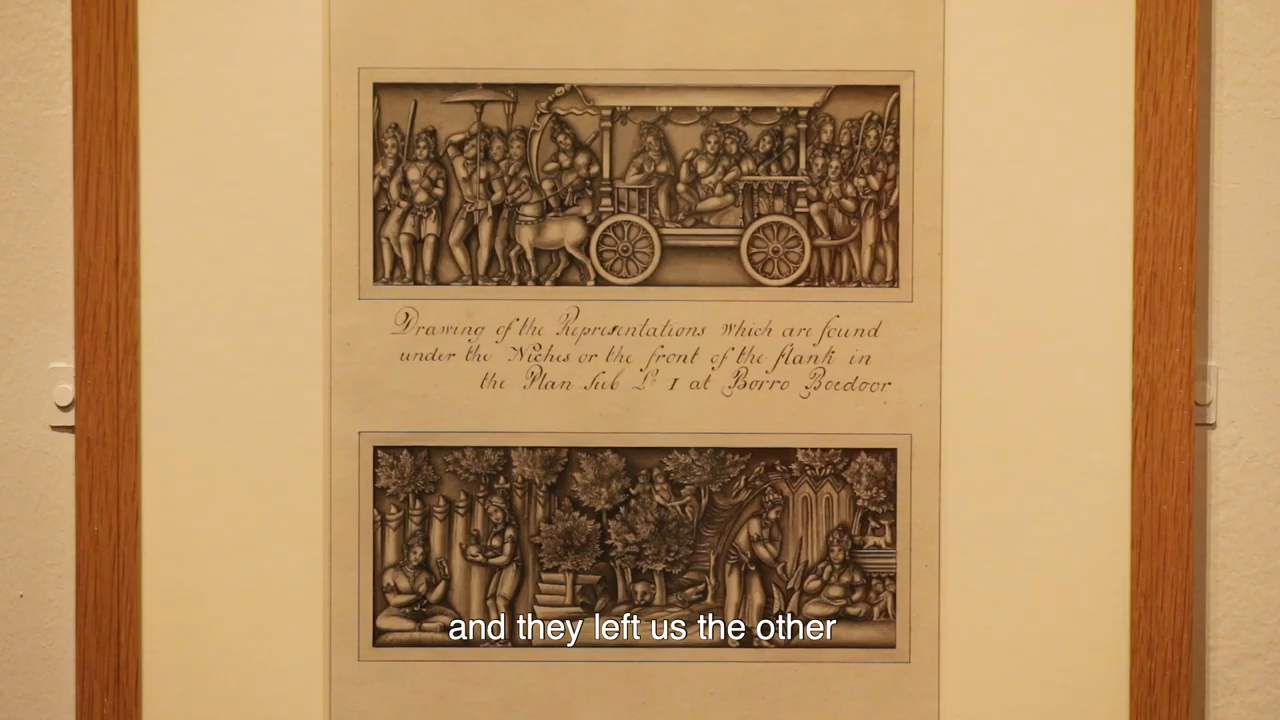 Drawing of the Representations which are found
under the Niches or the front of the flank in
the Plan Sub Lº I at Borro Boedoor
and they left us the other